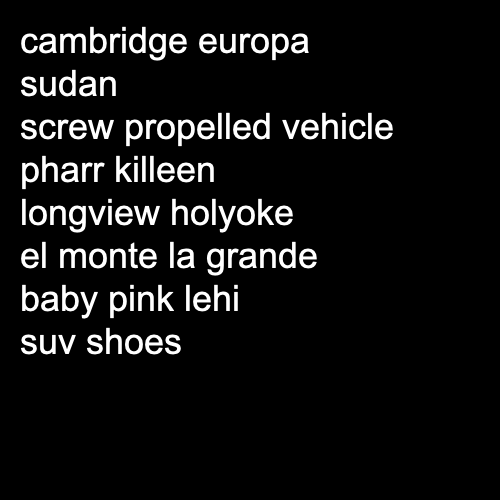 cambridge europa
sudan
screw propelled vehicle
pharr killeen
longview holyoke
el monte la grande
baby pink lehi
suv shoes